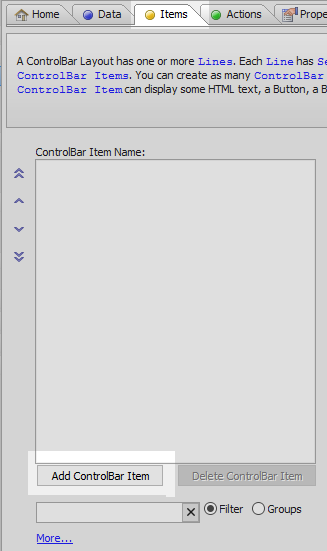 Home Data Items Actions Prope
A ControlBar Layout has one or more Lines. Each Line has Se
ControlBar Items. You can create as many ControlBar
ControlBar Item can display some HTML text, a Button, a B
ControlBar Item Name:
Add ControlBar Item Delete ControlBar Item
Filter Groups
More...